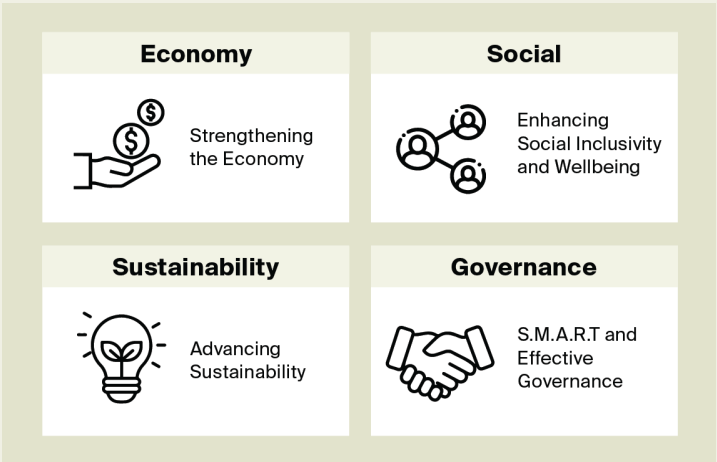 Economy
Strengthening
the Economy
Social
Enhancing
Social Inclusivity
and Wellbeing
Sustainability
Advancing
Sustainability
Governance
S.M.A.R.T and
Effective
Governance